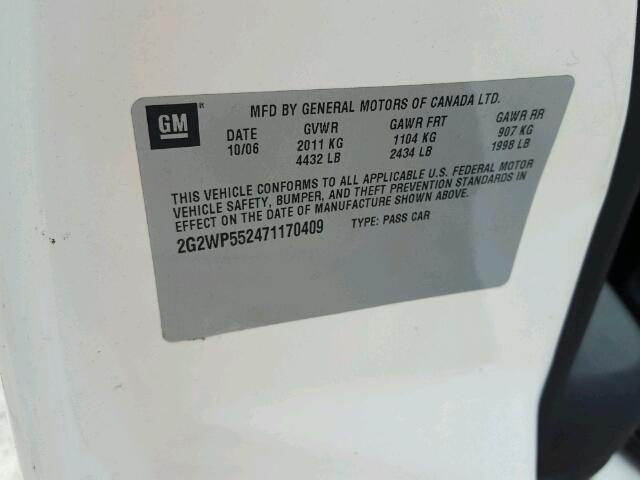 GM®
MFD BY GENERAL MOTORS OF CANADA LTD.
DATE GVWR GAWR FRT GAWR RR
10/06 2011 KG 1104 KG 907 KG
4432 LB 2434 LB 1998 LB
THIS VEHICLE CONFORMS TO ALL APPLICABLE U.S. FEDERAL MOTOR
VEHICLE SAFETY, BUMPER, AND THEFT PREVENTION STANDARDS IN
EFFECT ON THE DATE OF MANUFACTURE SHOWN ABOVE.
2G2WP552471170409 TYPE: PASS CAR